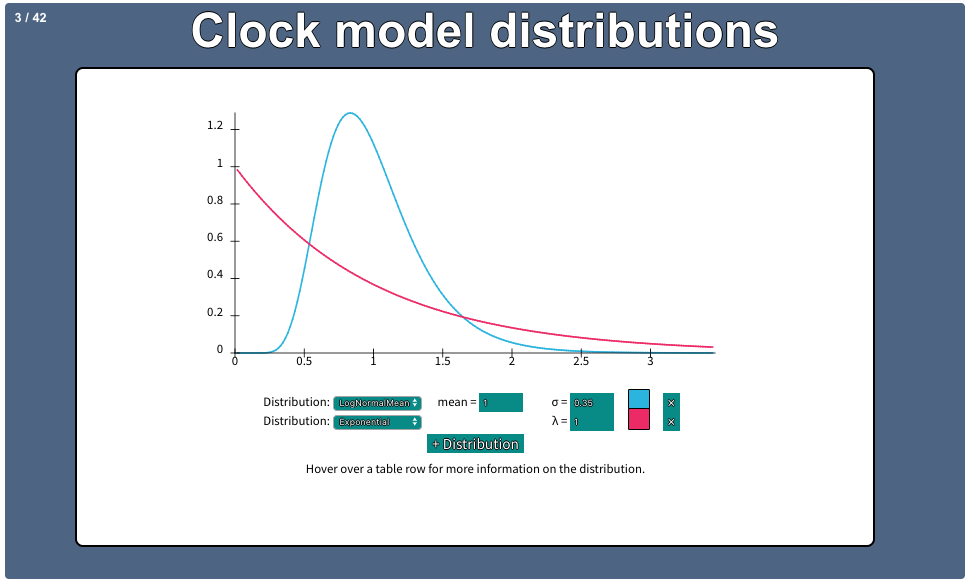 3 / 42
Clock model distributions
1.2
1
0.8
0.6
0.4
0.2
0
0 0.5 1 1.5 2 2.5 3
Distribution: LogNormalMean mean = 1 σ = 0.35 ×
Distribution: Exponential λ = 1 ×
+ Distribution
Hover over a table row for more information on the distribution.